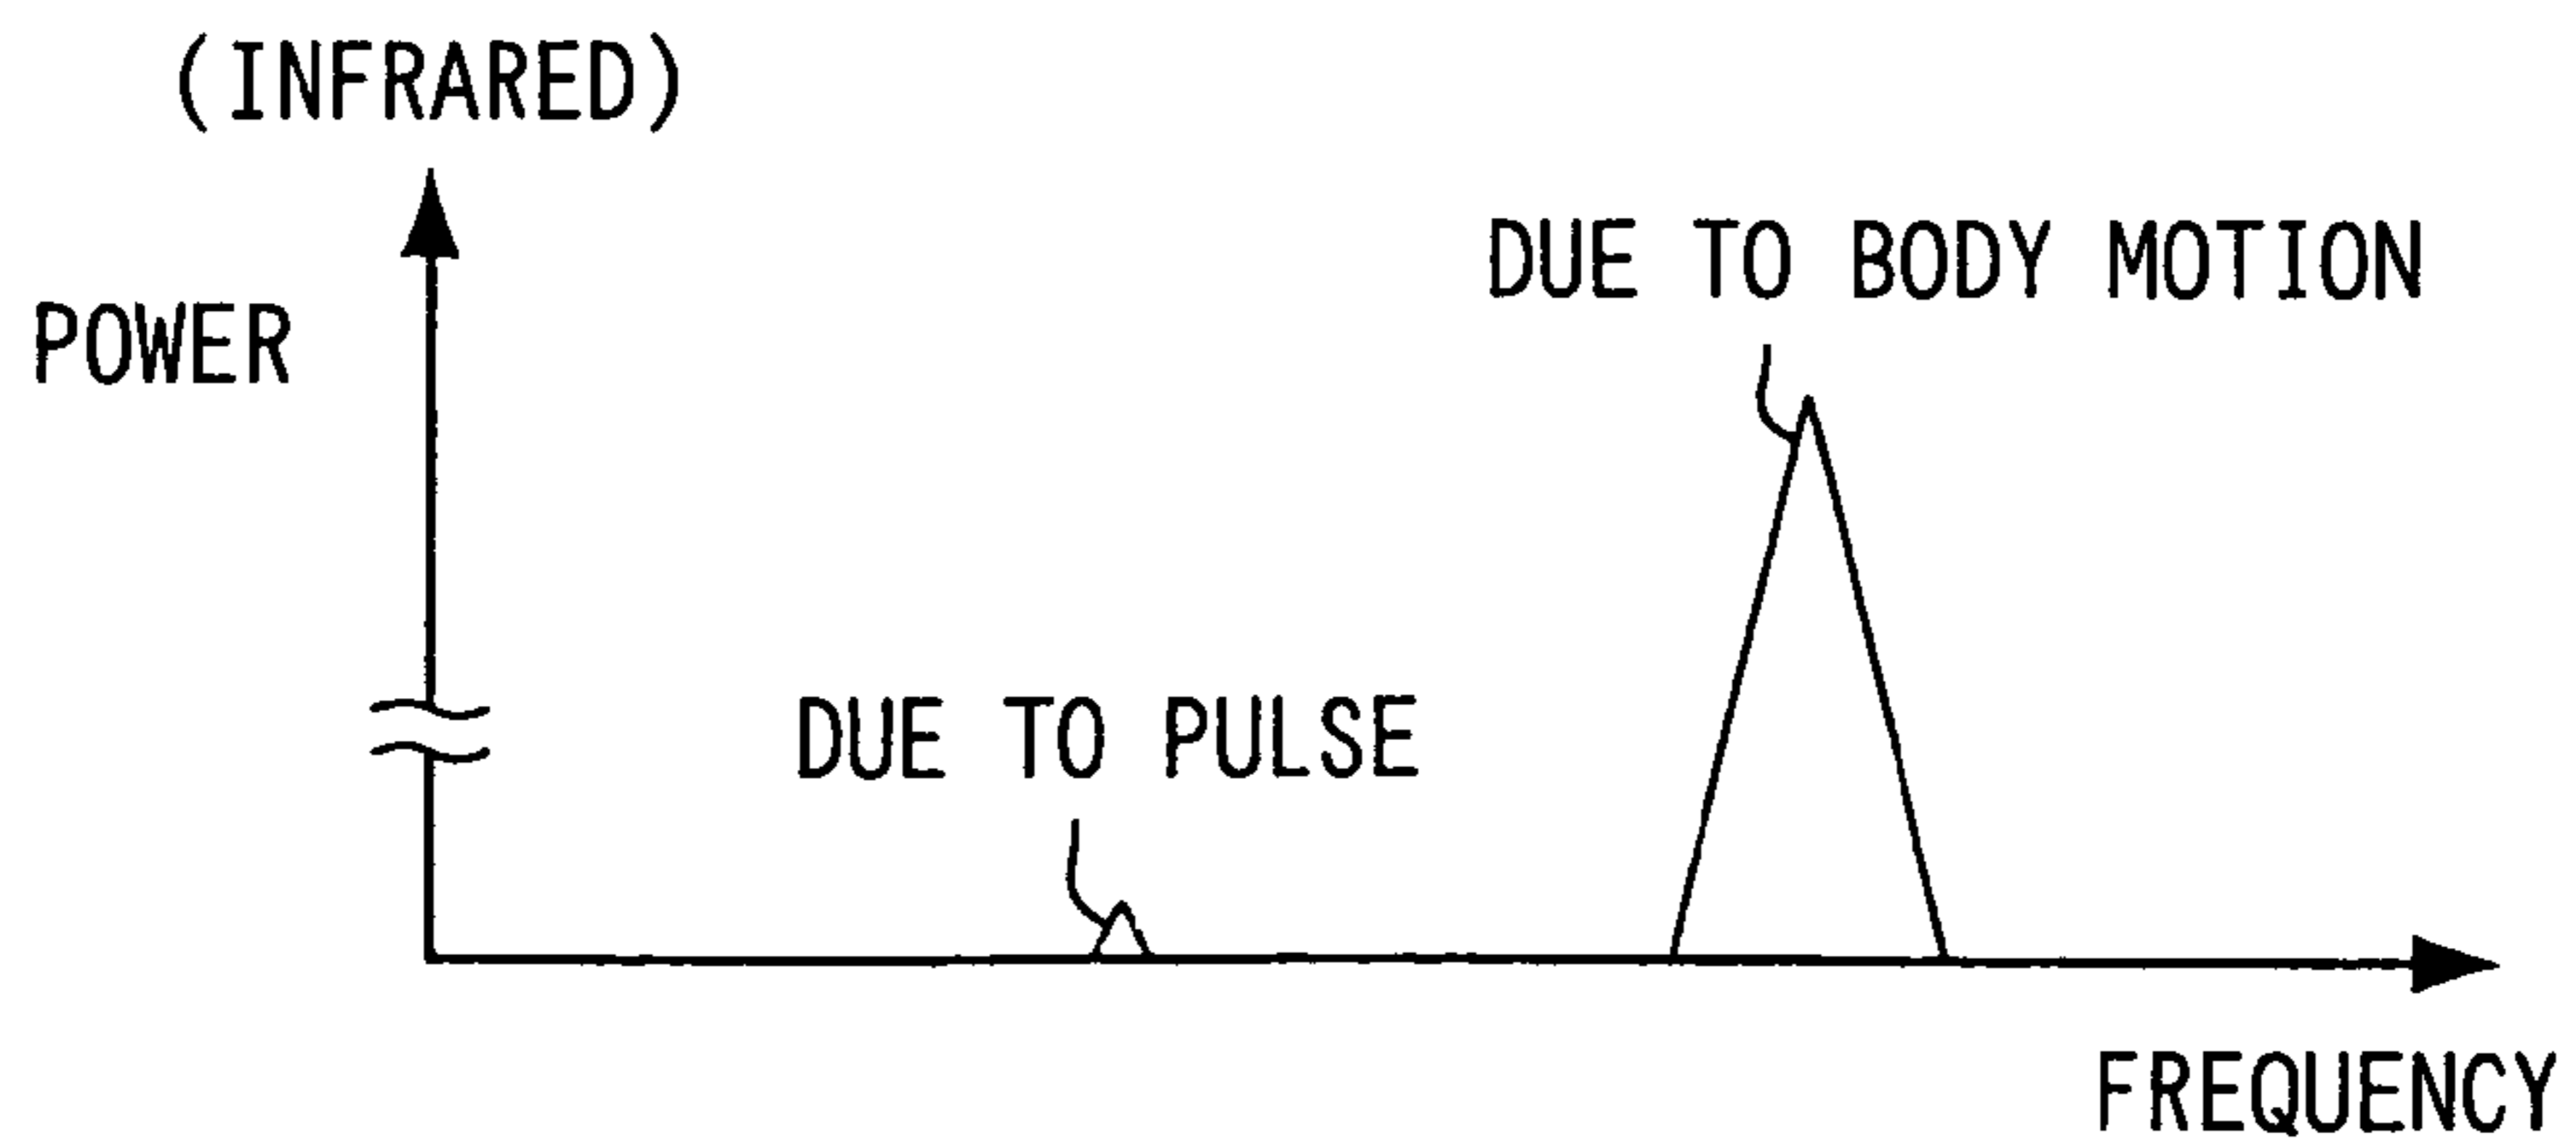 (INFRARED)
POWER
DUE TO BODY MOTION
DUE TO PULSE
FREQUENCY